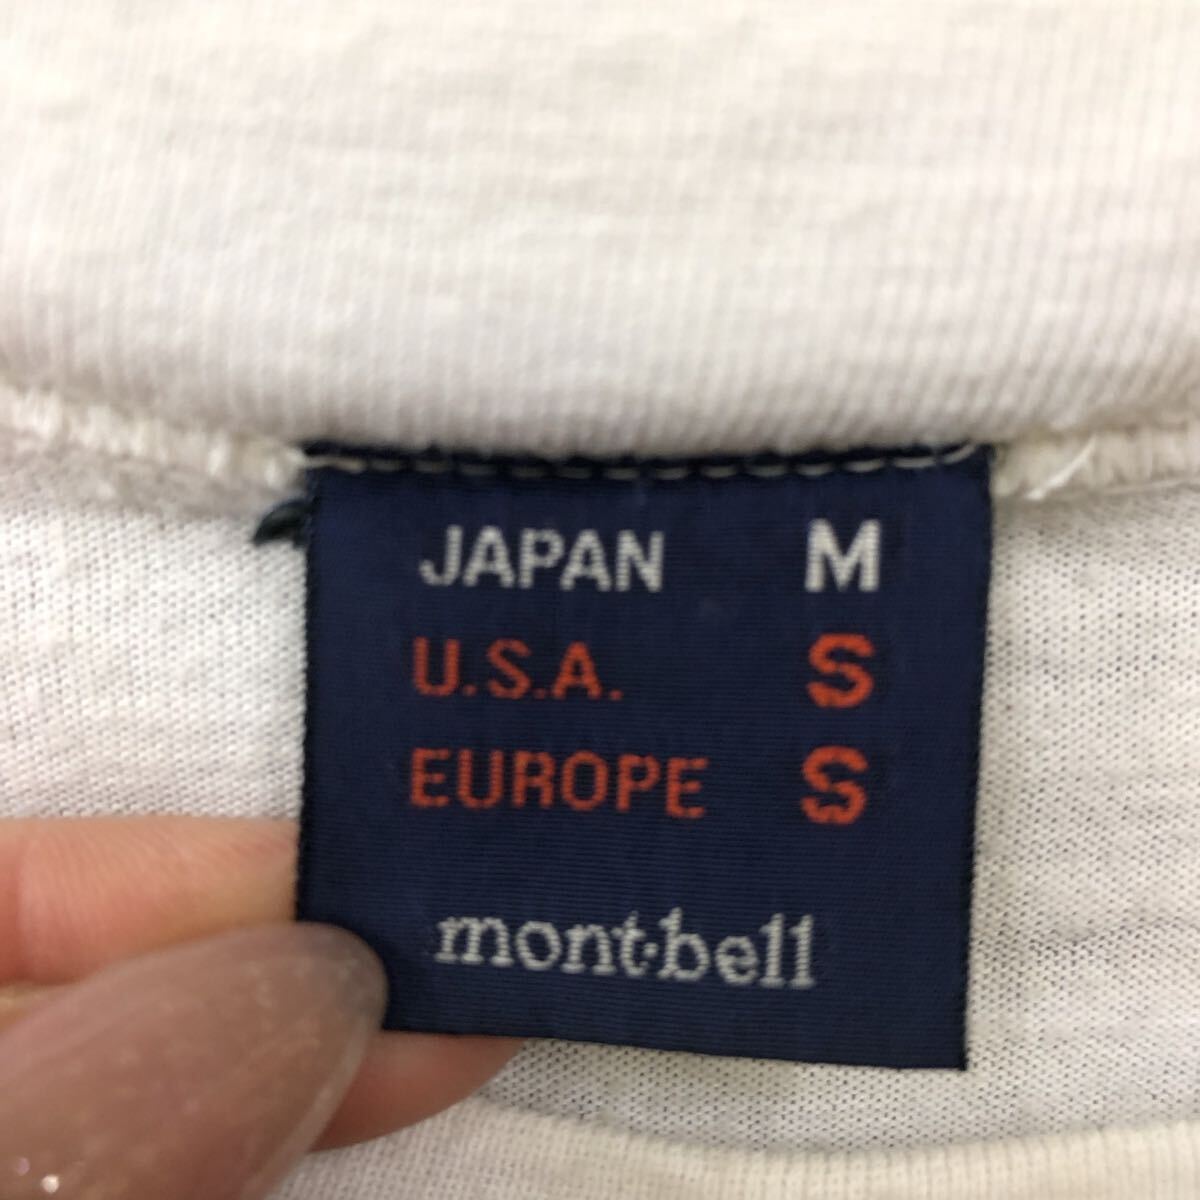 JAPAN M
U.S.A. S
EUROPE S
mont·bell